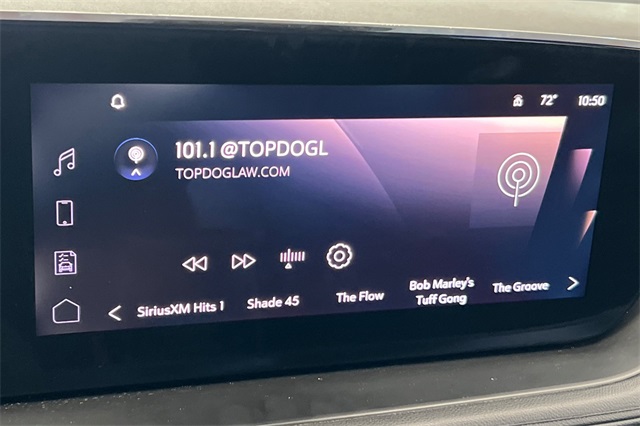 72° 10:50
101.1 @TOPDOGL
TOPDOGLAW.COM
SiriusXM Hits 1 Shade 45 The Flow Bob Marley's Tuff Gong The Groove